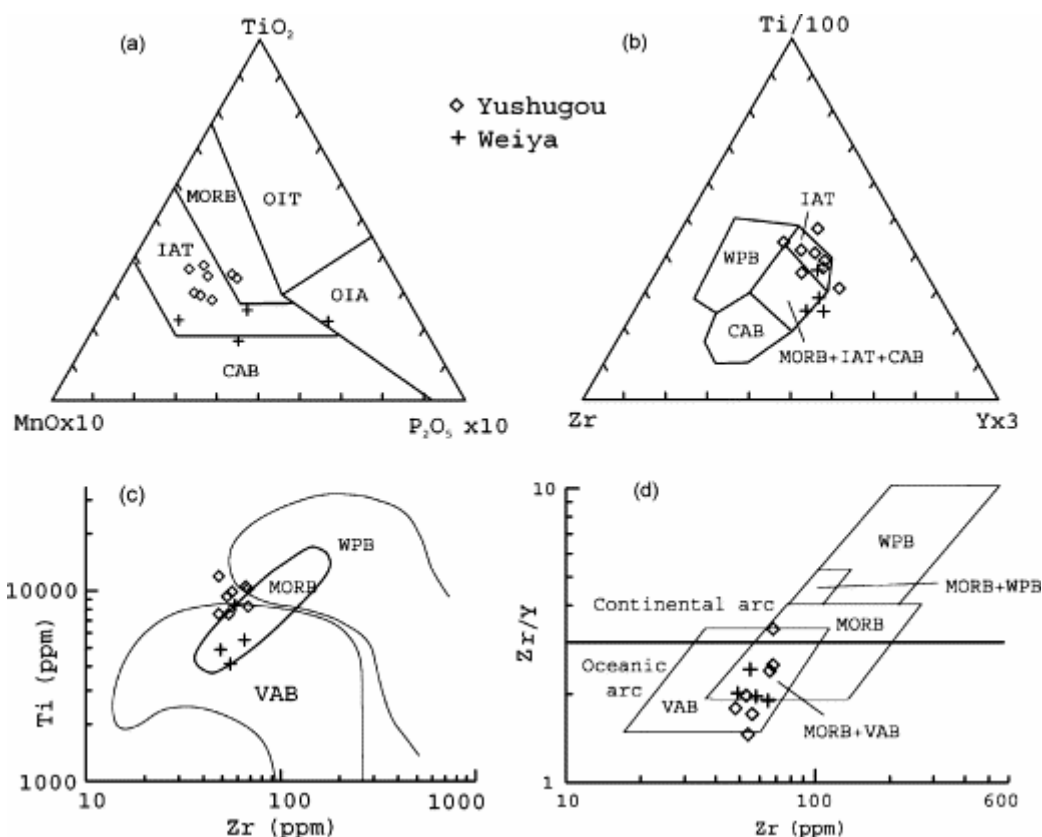 (a)
TiO₂
MORB
OIT
IAT
OIA
CAB
MnOx10
P₂O₅ x10
◇ Yushugou
+ Weiya
(b)
Ti/100
IAT
WPB
CAB
MORB+IAT+CAB
Zr
Yx3
(c)
WPB
10000
MORB
Ti (ppm)
VAB
1000
10
100
1000
Zr (ppm)
10
(d)
WPB
MORB+WPB
Continental arc
MORB
Zr/Y
Oceanic
arc
VAB
MORB+VAB
1
10
100
600
Zr (ppm)